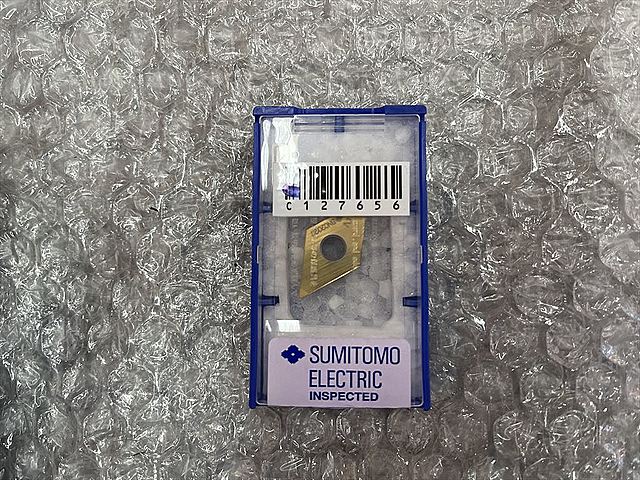 C127656
SUMITOMO
ELECTRIC
INSPECTED